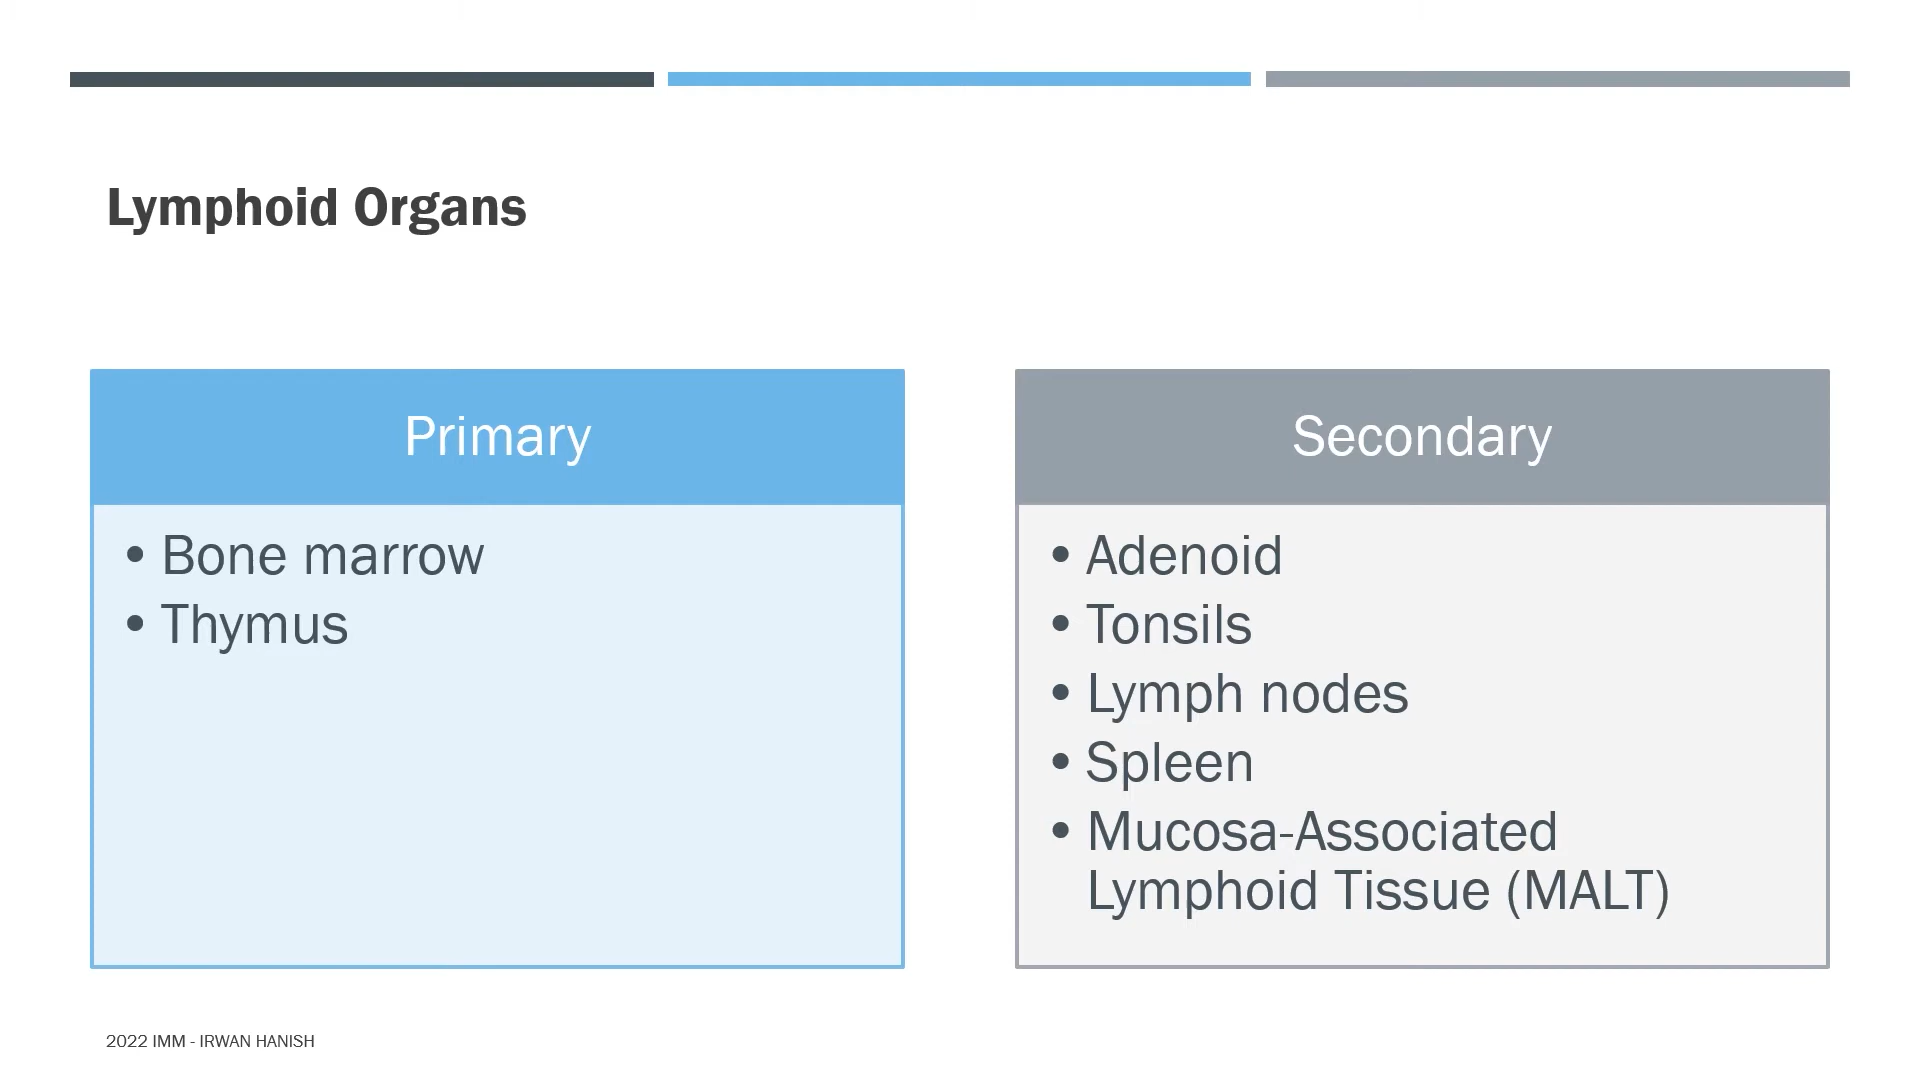 Lymphoid Organs
Primary
• Bone marrow
• Thymus
Secondary
• Adenoid
• Tonsils
• Lymph nodes
• Spleen
• Mucosa-Associated
Lymphoid Tissue (MALT)
2022 IMM - IRWAN HANISH